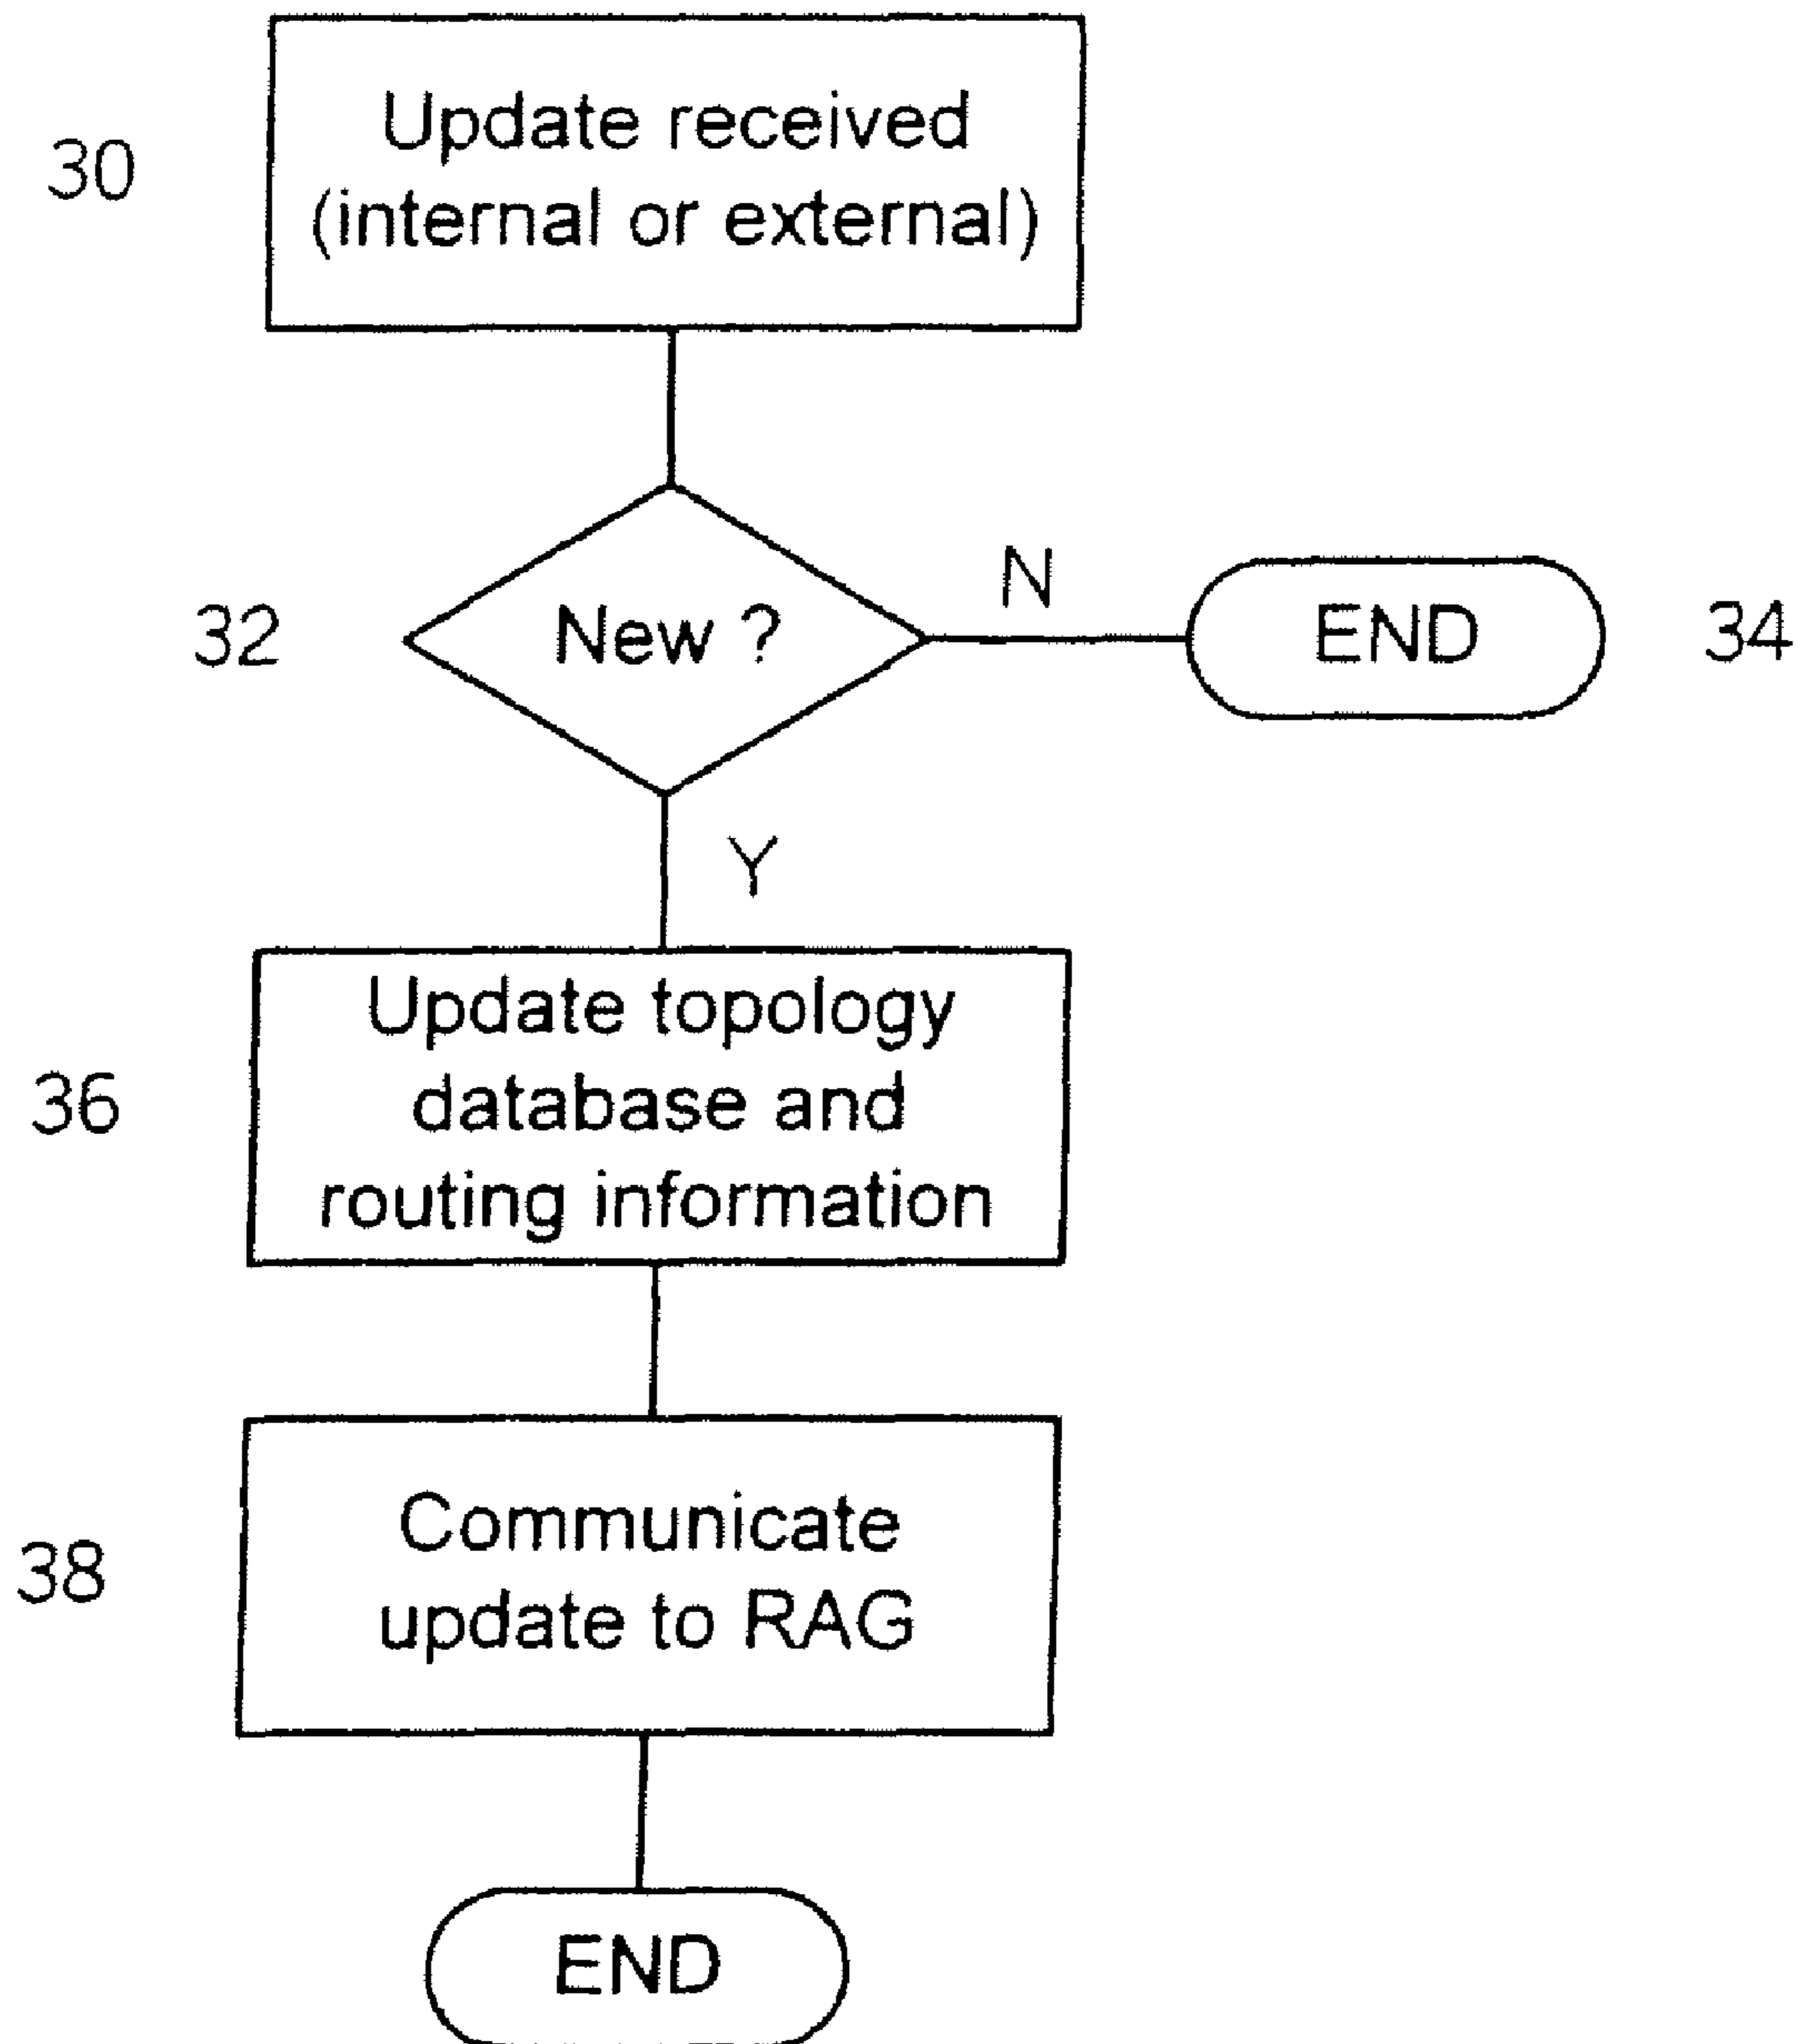 30
Update received
(internal or external)
32
New ?
N
END
34
Y
36
Update topology
database and
routing information
38
Communicate
update to RAG
END